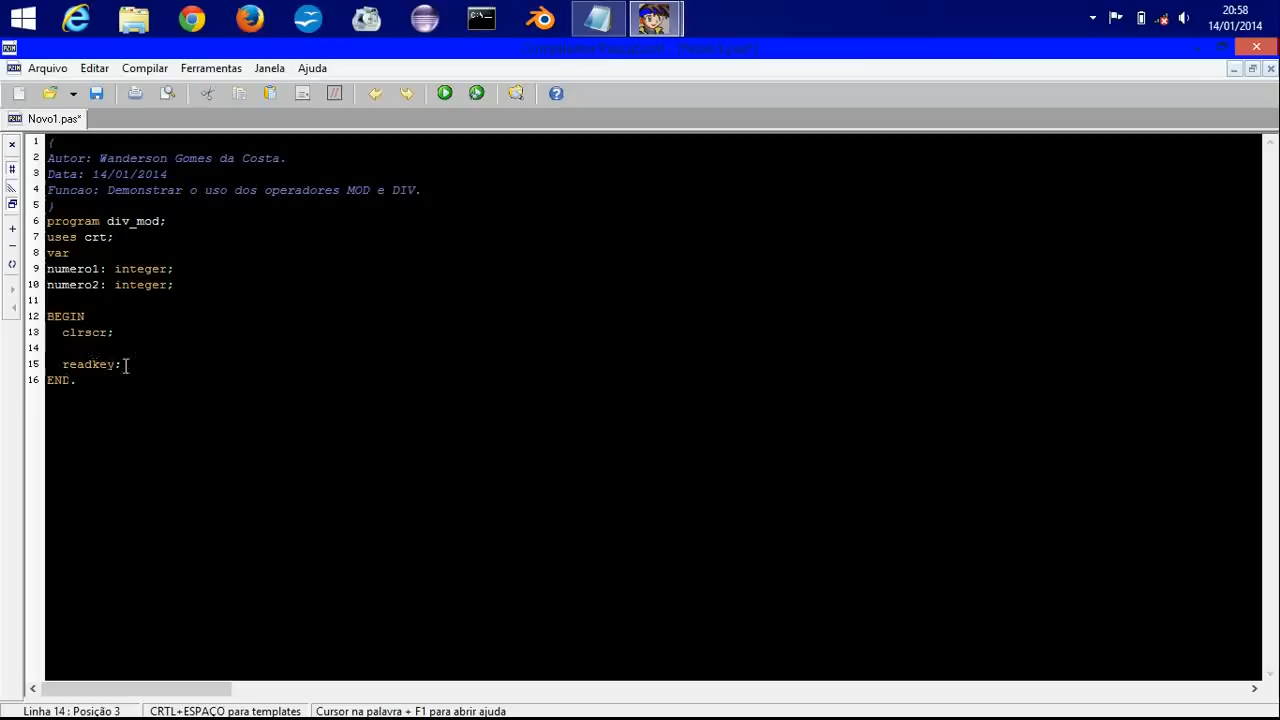 20:58
14/01/2014
Arquivo Editar Compilar Ferramentas Janela Ajuda
Novo1.pas*
1 {
2 Autor: Wanderson Gomes da Costa.
3 Data: 14/01/2014
4 Funcao: Demonstrar o uso dos operadores MOD e DIV.
5 }
6 program div_mod;
7 uses crt;
8 var
9 numero1: integer;
10 numero2: integer;
11
12 BEGIN
13 clrscr;
14
15 readkey;
16 END.
Linha 14 : Posição 3 CRTL+ESPAÇO para templates Cursor na palavra + F1 para abrir ajuda